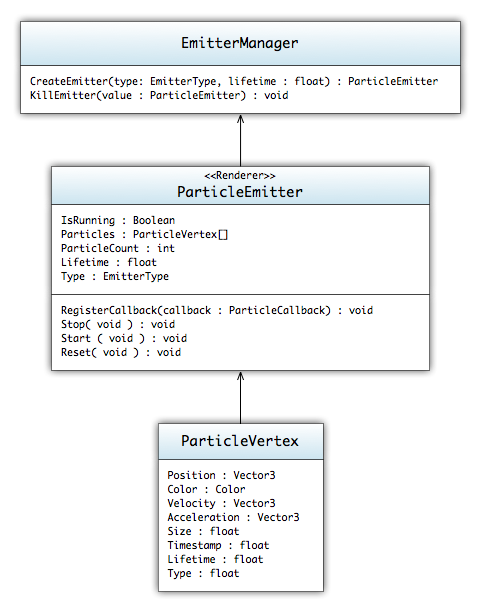 EmitterManager
CreateEmitter(type: EmitterType, lifetime : float) : ParticleEmitter
KillEmitter(value : ParticleEmitter) : void
<<Renderer>>
ParticleEmitter
IsRunning : Boolean
Particles : ParticleVertex[]
ParticleCount : int
Lifetime : float
Type : EmitterType
RegisterCallback(callback : ParticleCallback) : void
Stop( void ) : void
Start ( void ) : void
Reset( void ) : void
ParticleVertex
Position : Vector3
Color : Color
Velocity : Vector3
Acceleration : Vector3
Size : float
Timestamp : float
Lifetime : float
Type : float